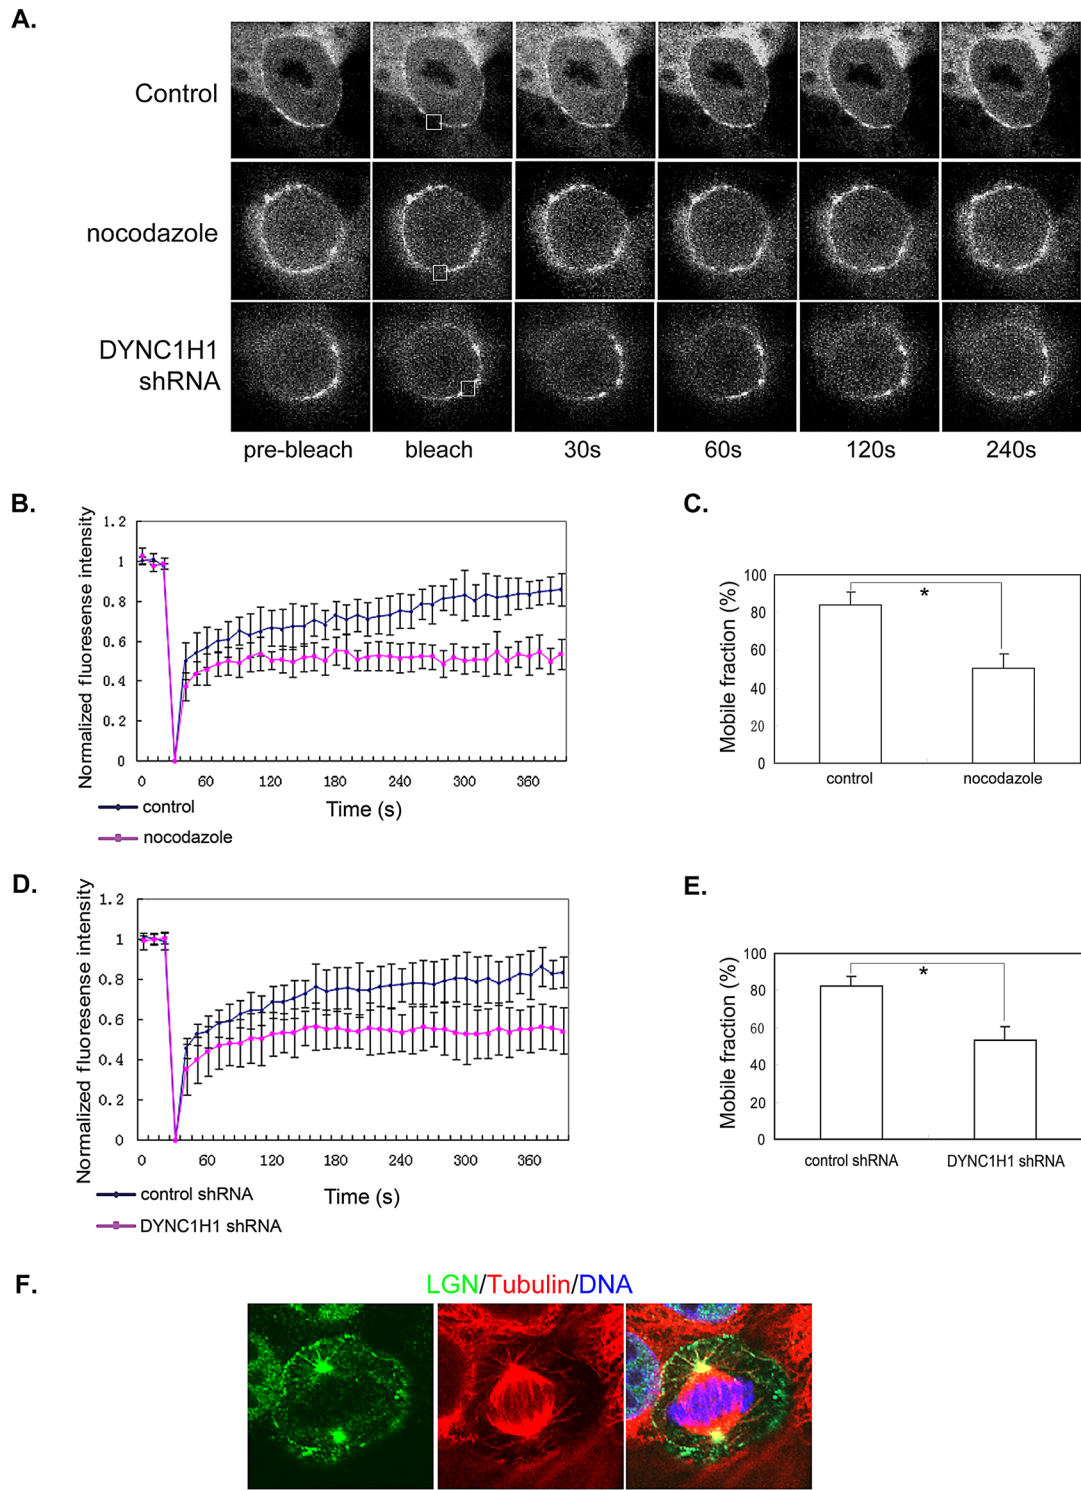 A.
Control
nocodazole
DYNC1H1
shRNA
pre-bleach bleach 30s 60s 120s 240s
B.
Normalized fluoresense intensity
1.2
1
0.8
0.6
0.4
0.2
0
0 60 120 180 240 300 360
Time (s)
control
nocodazole
C.
Mobile fraction (%)
100
80
60
40
20
0
*
control nocodazole
D.
Normalized fluoresense intensity
1.2
1
0.8
0.6
0.4
0.2
0
0 60 120 180 240 300 360
Time (s)
control shRNA
DYNC1H1 shRNA
E.
Mobile fraction (%)
100
80
60
40
20
0
*
control shRNA DYNC1H1 shRNA
F.
LGN/Tubulin/DNA